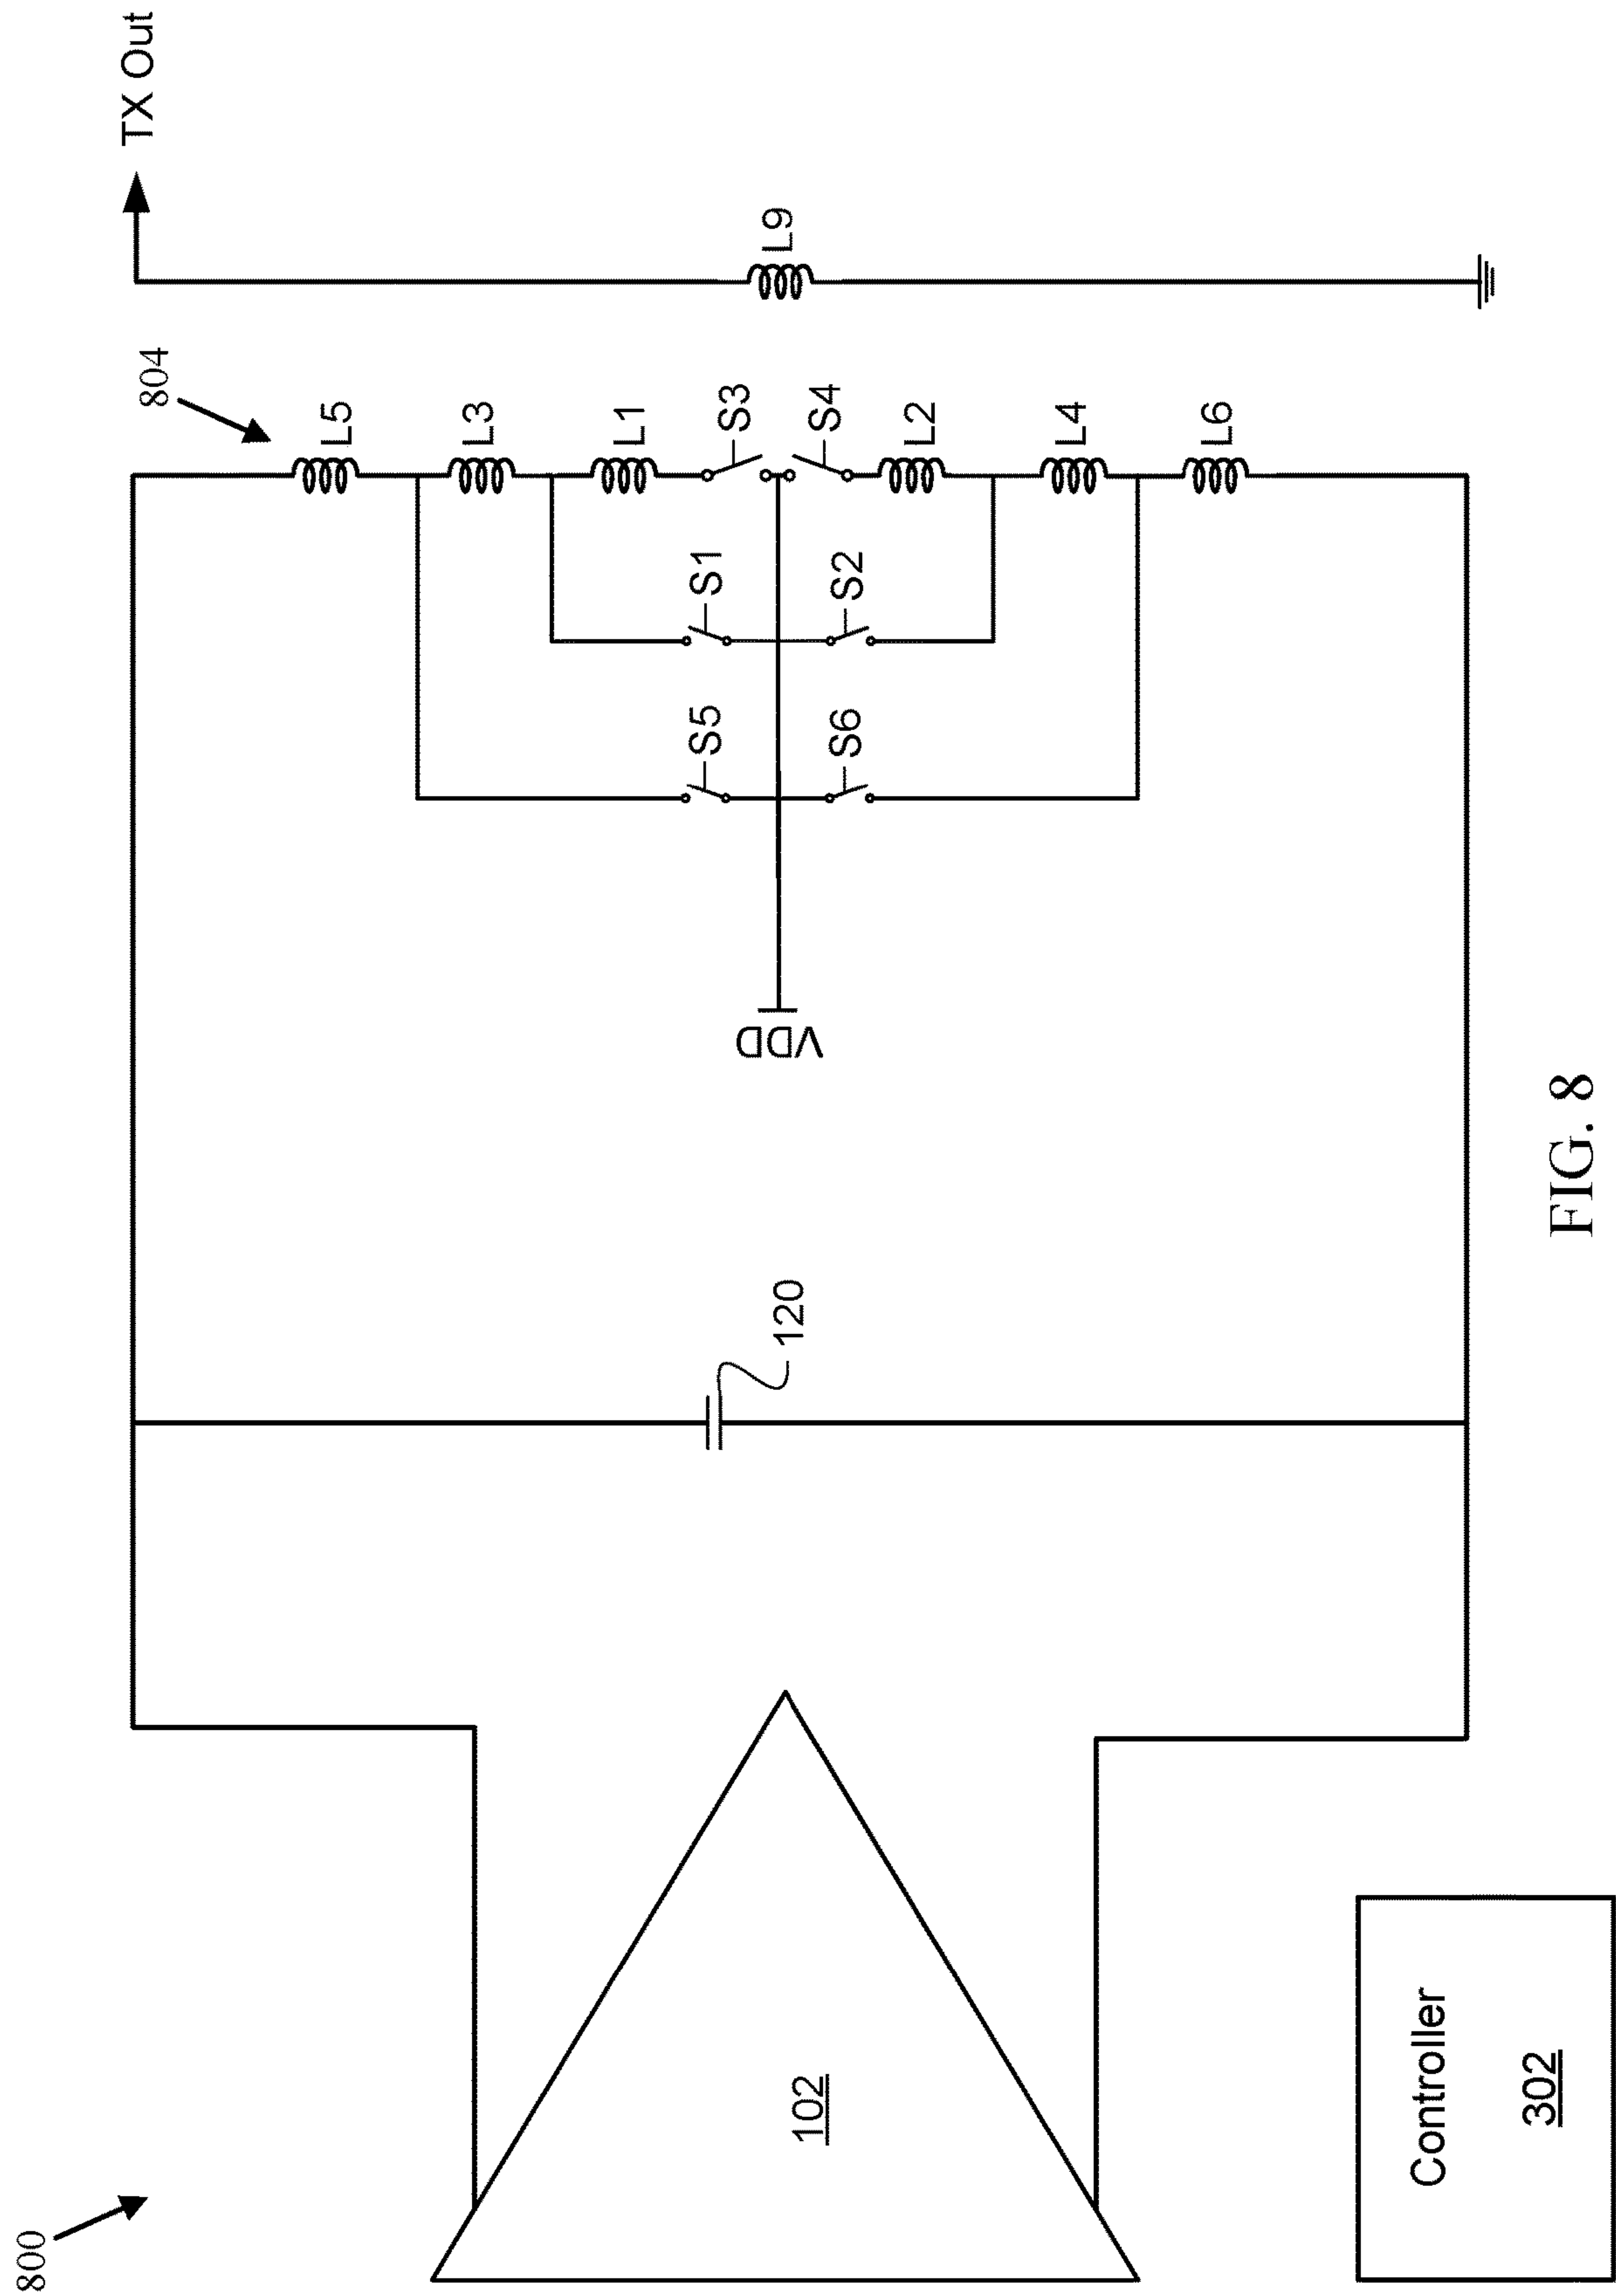 800
804
TX Out
L5
L3
L1
S3
S4
L2
L4
L6
L9
S1
S2
S5
S6
VDD
120
102
Controller
302
FIG. 8